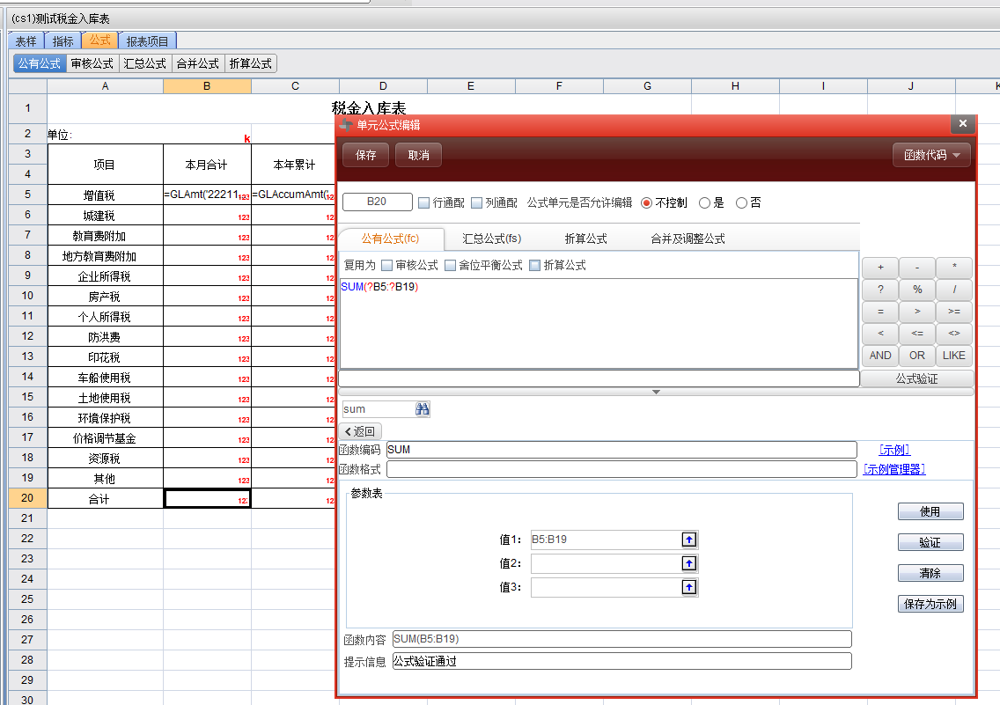 (cs1)测试税金入库表
表样 指标 公式 报表项目
公有公式 审核公式 汇总公式 合并公式 折算公式
A B C D E F G H I J K
1 税金入库表
2 单位: k
3 项目 本月合计 本年累计
4
5 增值税 =GLAmt('22211 123 =GLAccumAmt(' 12
6 城建税 123 12
7 教育费附加 123 12
8 地方教育费附加 123 12
9 企业所得税 123 12
10 房产税 123 12
11 个人所得税 123 12
12 防洪费 123 12
13 印花税 123 12
14 车船使用税 123 12
15 土地使用税 123 12
16 环境保护税 123 12
17 价格调节基金 123 12
18 资源税 123 12
19 其他 123 12
20 合计 123 12
21
22
23
24
25
26
27
28
29
30
单元公式编辑 ×
保存 取消 函数代码
B20 行通配 列通配 公式单元是否允许编辑 不控制 是 否
公有公式(fc) 汇总公式(fs) 折算公式 合并及调整公式
复用为 审核公式 舍位平衡公式 折算公式
SUM(?B5:?B19)
+ - *
? % /
= > >=
< <= <>
AND OR LIKE
公式验证
sum
返回
函数编码 SUM [示例]
函数格式 [示例管理器]
参数表
值1: B5:B19
值2:
值3:
使用
验证
清除
保存为示例
函数内容 SUM(B5:B19)
提示信息 公式验证通过